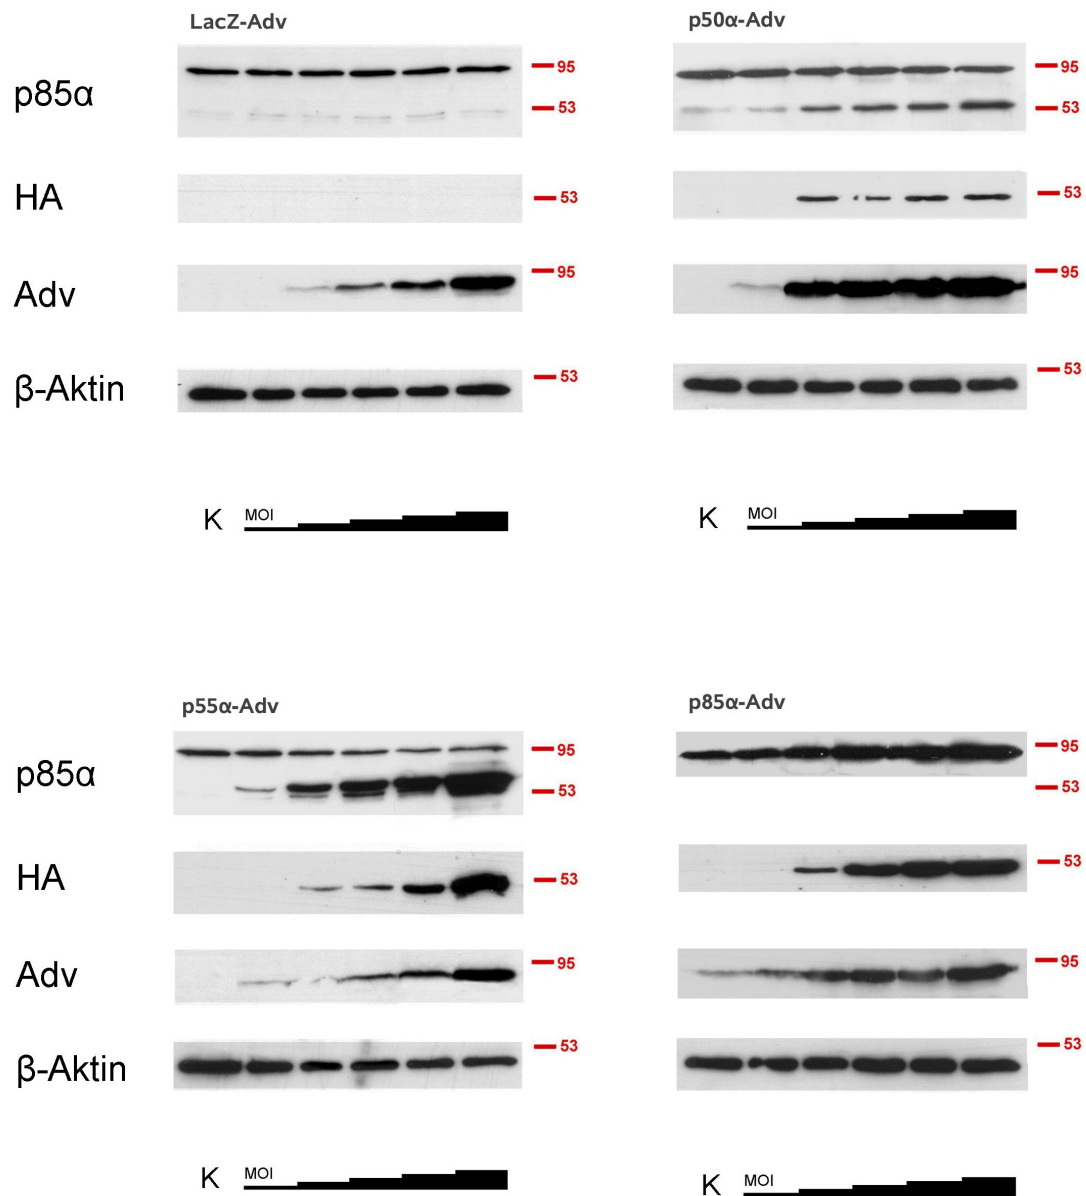 LacZ-Adv
p50α-Adv
p85α
95
53
95
53
HA
53
53
Adv
95
95
β-Aktin
53
53
K MOI
K MOI
p55α-Adv
p85α-Adv
p85α
95
53
95
53
HA
53
53
Adv
95
95
β-Aktin
53
53
K MOI
K MOI